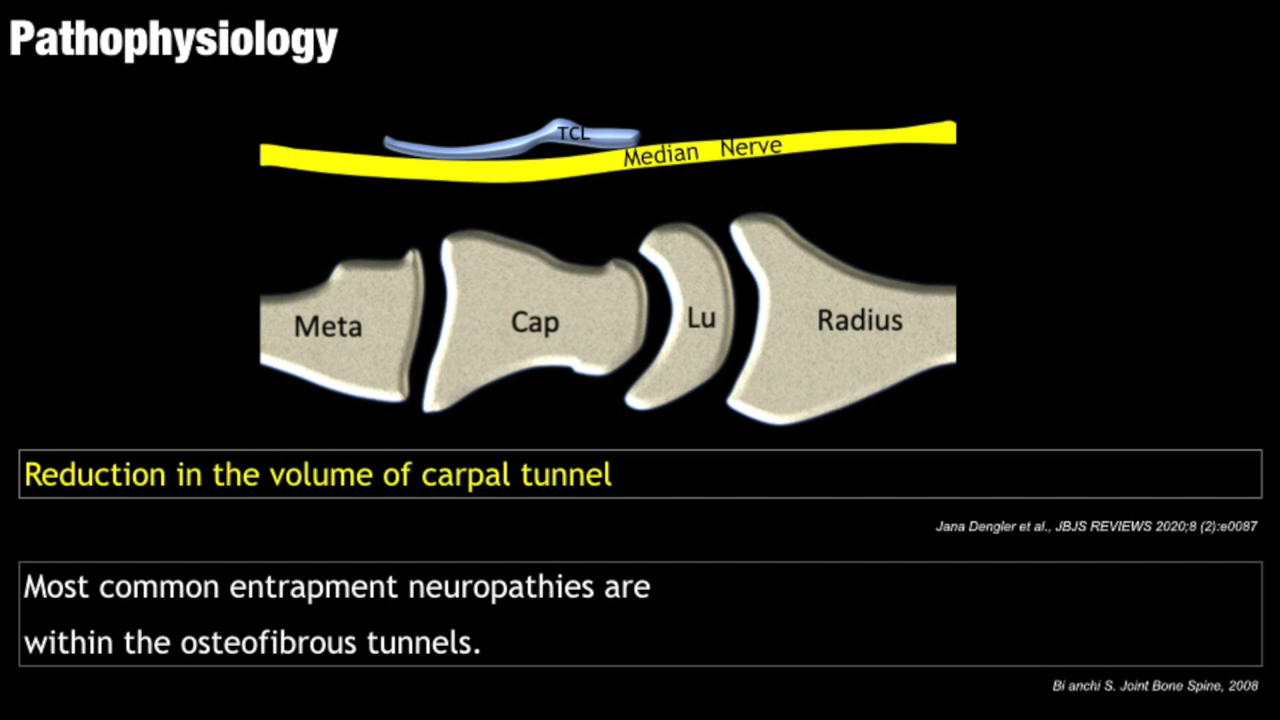 Pathophysiology
TCL
Median Nerve
Meta
Cap
Lu
Radius
Reduction in the volume of carpal tunnel
Jana Dengler et al., JBJS REVIEWS 2020;8 (2):e0087
Most common entrapment neuropathies are
within the osteofibrous tunnels.
Bi anchi S. Joint Bone Spine, 2008